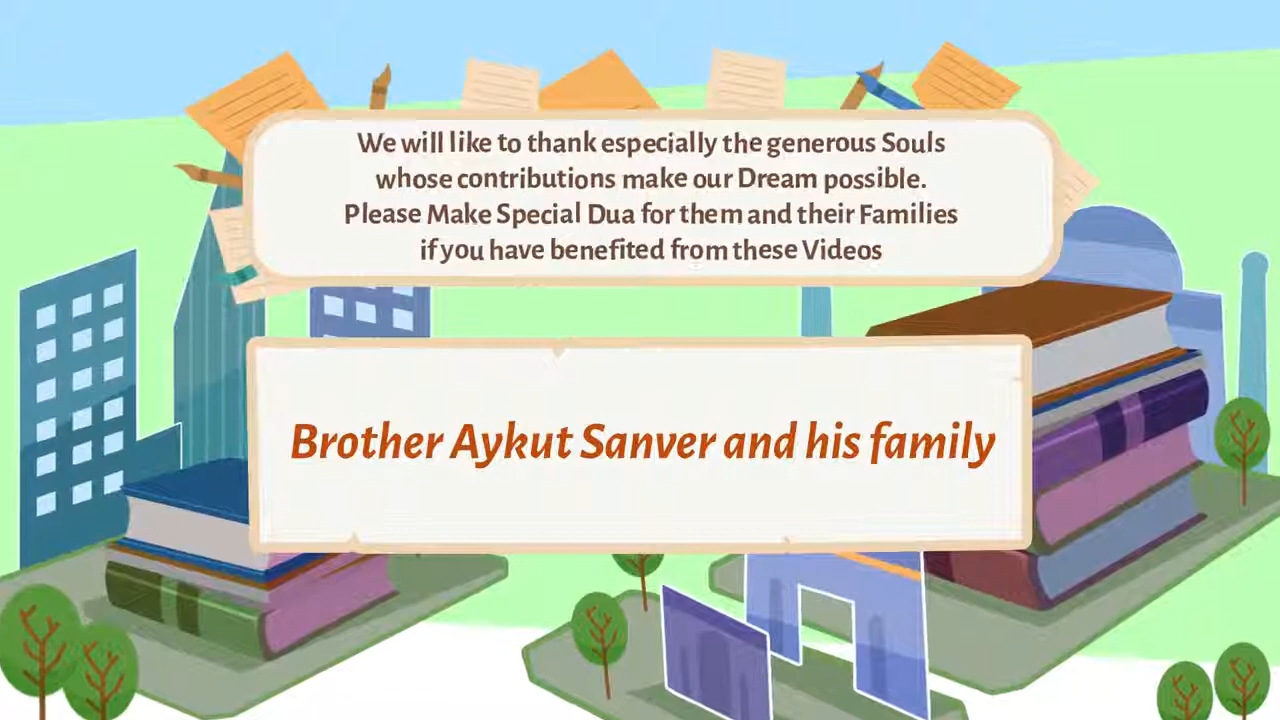 We will like to thank especially the generous Souls
whose contributions make our Dream possible.
Please Make Special Dua for them and their Families
if you have benefited from these Videos
Brother Aykut Sanver and his family